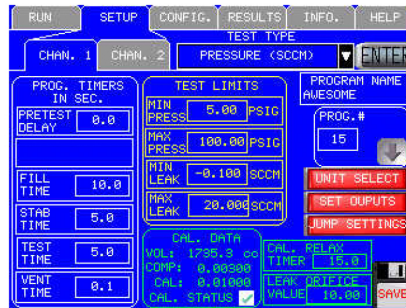 RUN SETUP CONFIG. RESULTS INFO. HELP
TEST TYPE
CHAN. 1 CHAN. 2 PRESSURE (SCCM) ENTER
PROG. TIMERS
IN SEC.
PRETEST
DELAY 0.0
FILL
TIME 10.0
STAB
TIME 5.0
TEST
TIME 5.0
VENT
TIME 0.1
TEST LIMITS
MIN
PRESS 5.00 PSIG
MAX
PRESS 100.00 PSIG
MIN
LEAK -0.100 SCCM
MAX
LEAK 20.000 SCCM
CAL. DATA
VOL: 1735.3 cc
COMP: 0.00300
CAL: 0.01000
CAL. STATUS
PROGRAM NAME
AWESOME
PROG.#
15
UNIT SELECT
SET OUPUTS
JUMP SETTINGS
CAL. RELAX
TIMER 15.0
LEAK ORIFICE
VALUE 10.00
SAVE